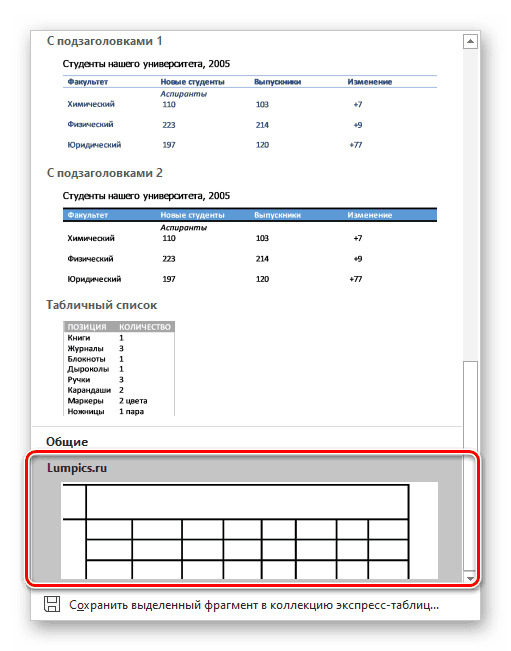 С подзаголовками 1
Студенты нашего университета, 2005
Факультет Новые студенты Выпускники Изменение
Аспиранты
Химический 110 103 +7
Физический 223 214 +9
Юридический 197 120 +77
С подзаголовками 2
Студенты нашего университета, 2005
Факультет Новые студенты Выпускники Изменение
Аспиранты
Химический 110 103 +7
Физический 223 214 +9
Юридический 197 120 +77
Табличный список
ПОЗИЦИЯ КОЛИЧЕСТВО
Книги 1
Журналы 3
Блокноты 1
Дыроколы 1
Ручки 3
Карандаши 2
Маркеры 2 цвета
Ножницы 1 пара
Общие
Lumpics.ru
Сохранить выделенный фрагмент в коллекцию экспресс-таблиц...